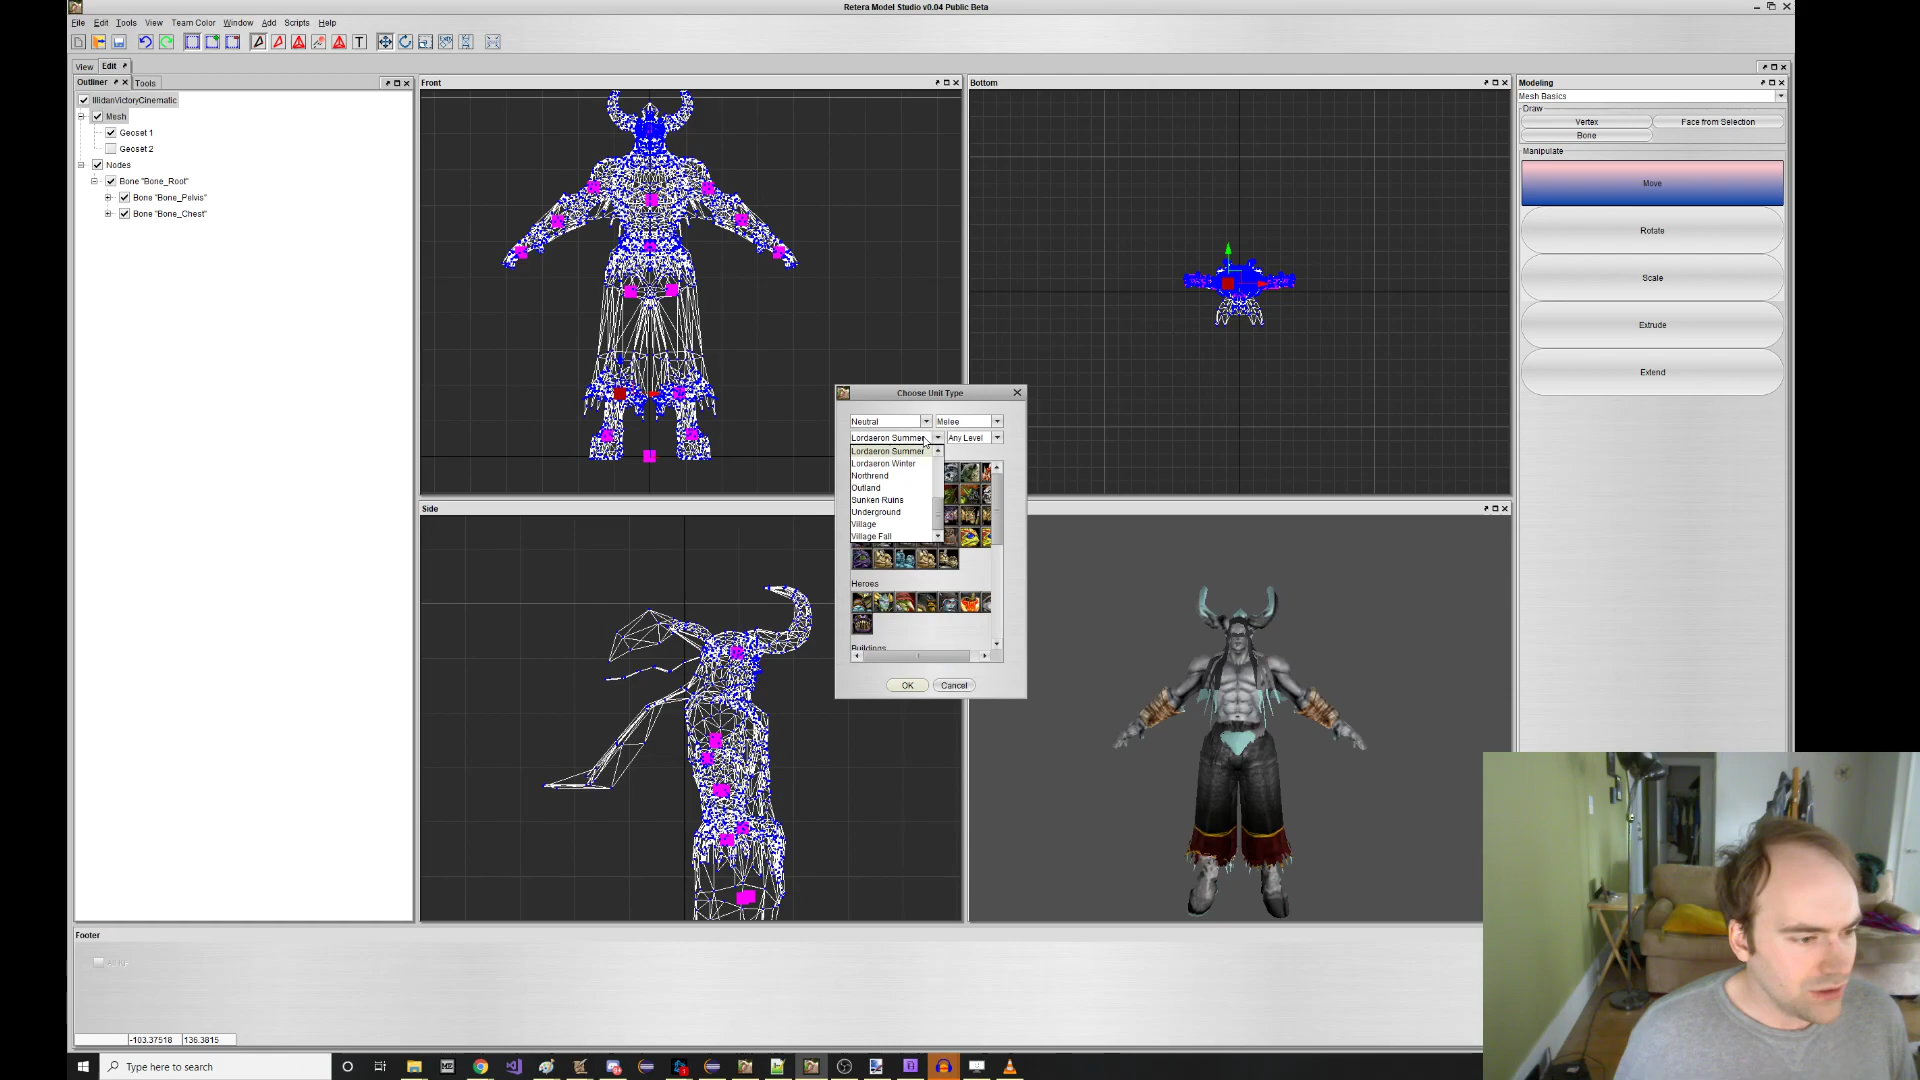 Retera Model Studio v0.04 Public Beta
File Edit Tools View Team Color Window Add Scripts Help
View Edit
Outliner Tools
IllidanVictoryCinematic
Mesh
Geoset 1
Geoset 2
Nodes
Bone "Bone_Root"
Bone "Bone_Pelvis"
Bone "Bone_Chest"
Front
Bottom
Side
Modeling
Mesh Basics
Draw
Vertex Face from Selection
Bone
Manipulate
Move
Rotate
Scale
Extrude
Extend
Choose Unit Type
Neutral Melee
Lordaeron Summer Any Level
Lordaeron Summer
Lordaeron Winter
Northrend
Outland
Sunken Ruins
Underground
Village
Village Fall
Heroes
Buildings
OK Cancel
Footer
-103.37518 136.3815
Type here to search